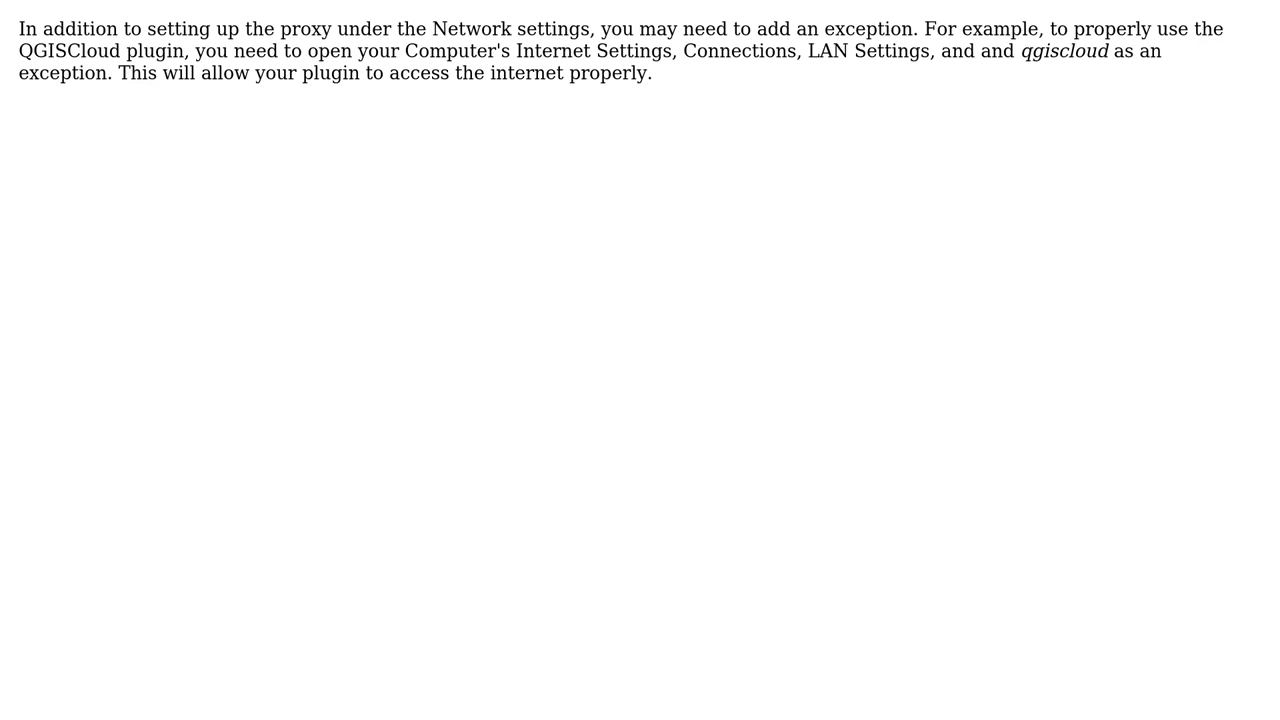 In addition to setting up the proxy under the Network settings, you may need to add an exception. For example, to properly use the
QGISCloud plugin, you need to open your Computer's Internet Settings, Connections, LAN Settings, and and qgiscloud as an
exception. This will allow your plugin to access the internet properly.